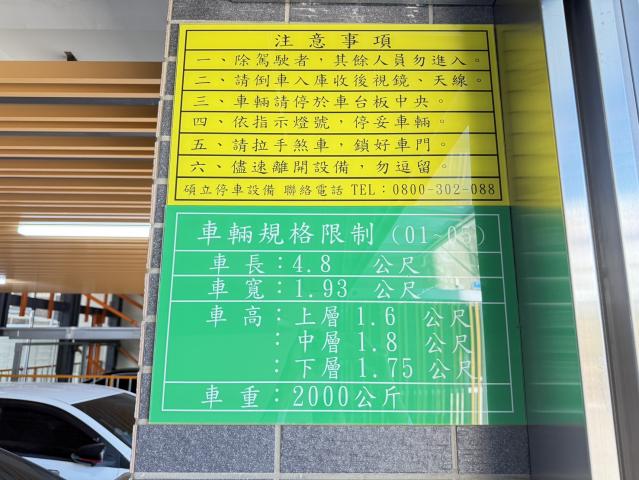 注意事項
一、除駕駛者，其餘人員勿進入。
二、請倒車入庫收後視鏡、天線。
三、車輛請停於車台板中央。
四、依指示燈號，停妥車輛。
五、請拉手煞車，鎖好車門。
六、儘速離開設備，勿逗留。
碩立停車設備 聯絡電話 TEL：0800-302-088
車輛規格限制（01~05）
車長：4.8 公尺
車寬：1.93 公尺
車高：上層 1.6 公尺
：中層 1.8 公尺
：下層 1.75 公尺
車重：2000公斤